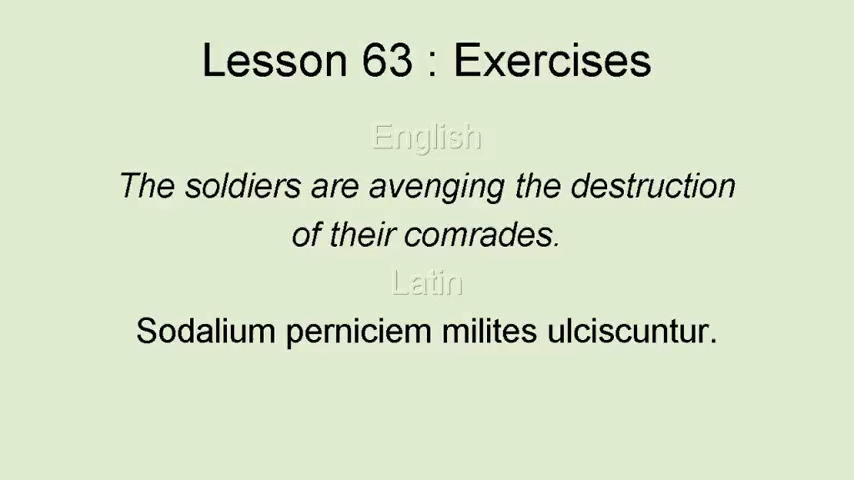 Lesson 63 : Exercises
English
The soldiers are avenging the destruction
of their comrades.
Latin
Sodalium perniciem milites ulciscuntur.